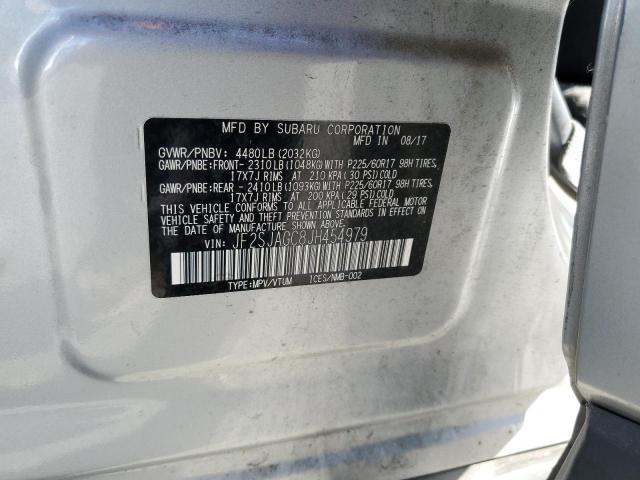 MFD BY SUBARU CORPORATION
MFD IN 08/17
GVWR/PNBV: 4480LB (2032KG)
GAWR/PNBE:FRONT- 2310LB (1048KG)WITH P225/60R17 98H TIRES,
17X7J RIMS AT 210 KPA (30 PSI)COLD
GAWR/PNBE:REAR - 2410LB (1093KG)WITH P225/60R17 98H TIRES,
17X7J RIMS AT 200 KPA (29 PSI)COLD
THIS VEHICLE CONFORMS TO ALL APPLICABLE FEDERAL MOTOR
VEHICLE SAFETY AND THEFT PREVENTION STANDARDS IN EFFECT
ON THE DATE OF MANUFACTURE SHOWN ABOVE.
VIN: JF2SJAGC8JH454979
TYPE:MPV/VTUM ICES/NMB-002